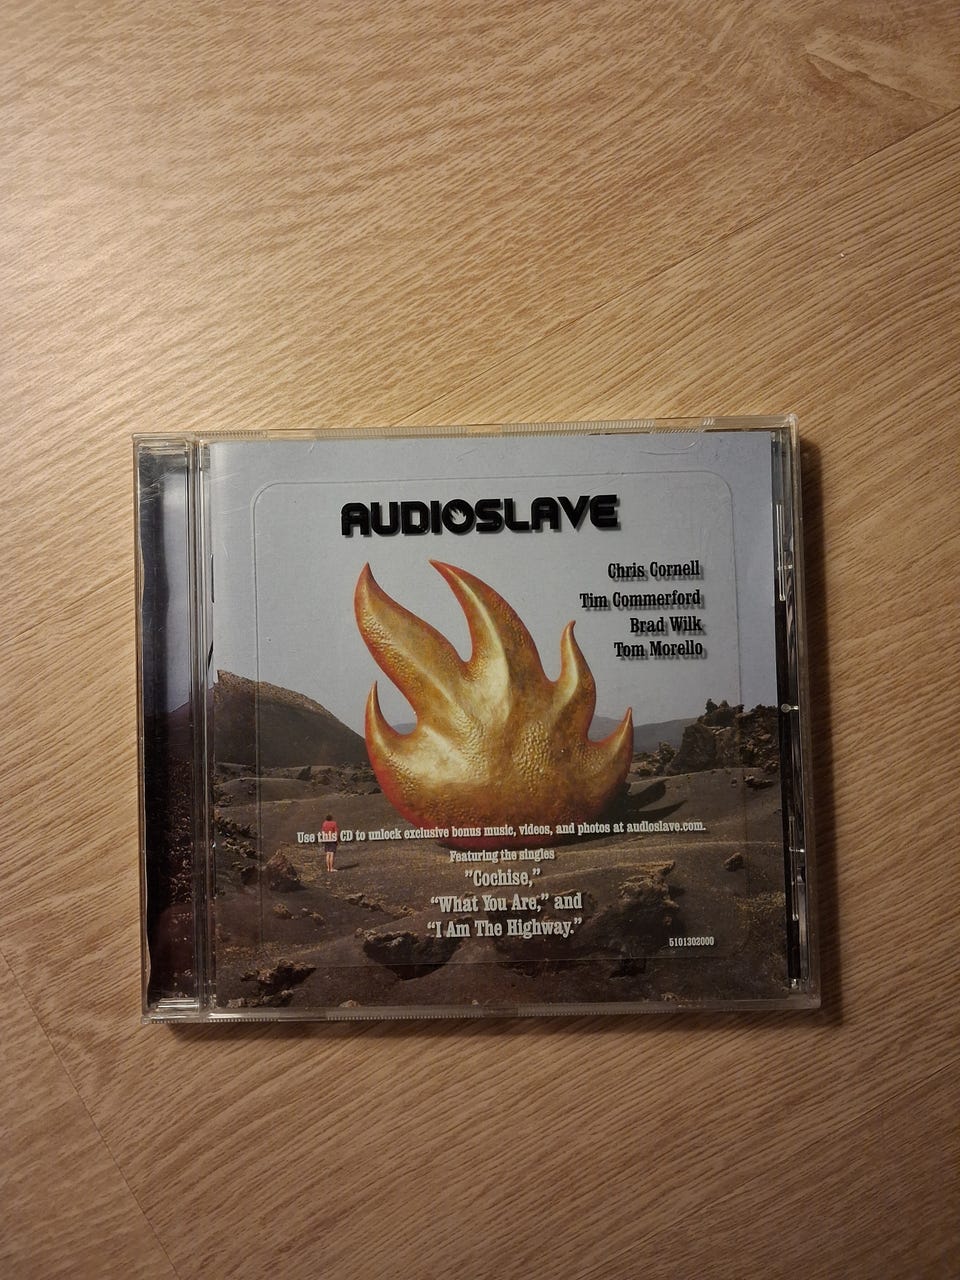 AUDIOSLAVE
Chris Cornell
Tim Commerford
Brad Wilk
Tom Morello
Use this CD to unlock exclusive bonus music, videos, and photos at audioslave.com.
Featuring the singles
"Cochise,"
"What You Are," and
"I Am The Highway."
5101302000